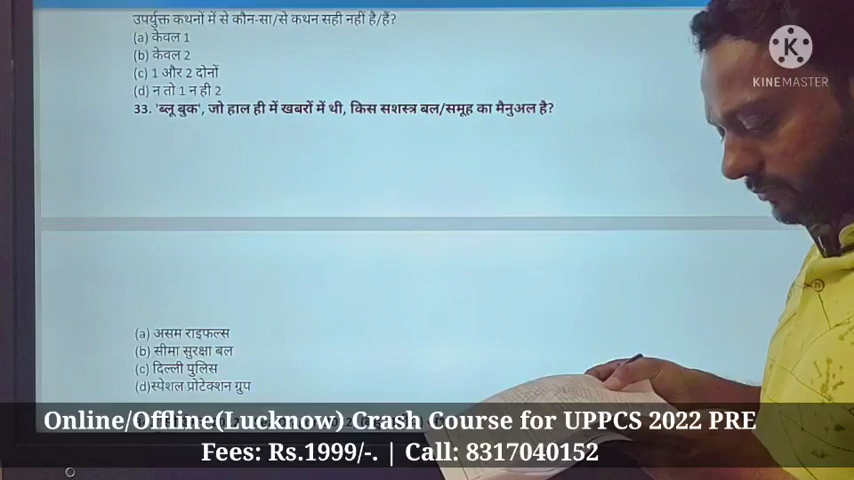 उपर्युक्त कथनों में से कौन-सा/से कथन सही नहीं है/हैं?
(a) केवल 1
(b) केवल 2
(c) 1 और 2 दोनों
(d) न तो 1 न ही 2
33. 'ब्लू बुक', जो हाल ही में खबरों में थी, किस सशस्त्र बल/समूह का मैनुअल है?
(a) असम राइफल्स
(b) सीमा सुरक्षा बल
(c) दिल्ली पुलिस
(d)स्पेशल प्रोटेक्शन ग्रुप
KINEMASTER
Online/Offline(Lucknow) Crash Course for UPPCS 2022 PRE
Fees: Rs.1999/-. | Call: 8317040152